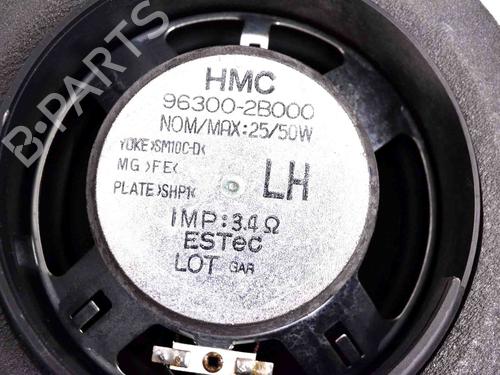 HMC
96300-2B000
NOM/MAX:25/50W
YOKE>SM10C-D<
MG >FE<
PLATE>SHP1<
LH
IMP:3.4Ω
ESTec
LOT GAR
B-PARTS